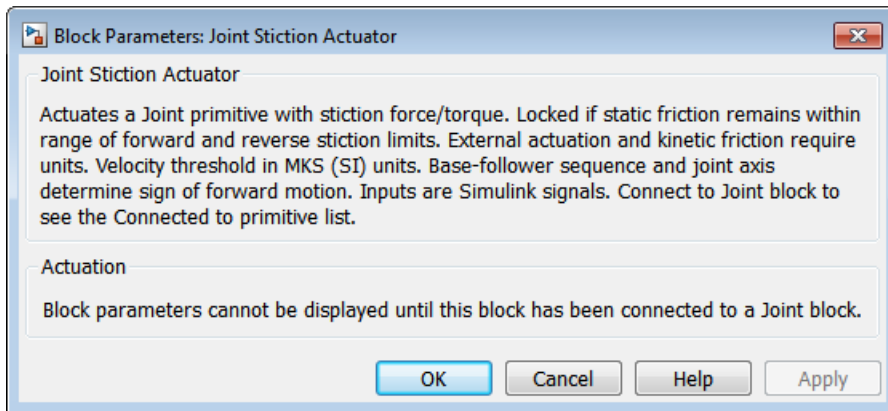 Block Parameters: Joint Stiction Actuator
Joint Stiction Actuator
Actuates a Joint primitive with stiction force/torque. Locked if static friction remains within
range of forward and reverse stiction limits. External actuation and kinetic friction require
units. Velocity threshold in MKS (SI) units. Base-follower sequence and joint axis
determine sign of forward motion. Inputs are Simulink signals. Connect to Joint block to
see the Connected to primitive list.
Actuation
Block parameters cannot be displayed until this block has been connected to a Joint block.
OK Cancel Help Apply